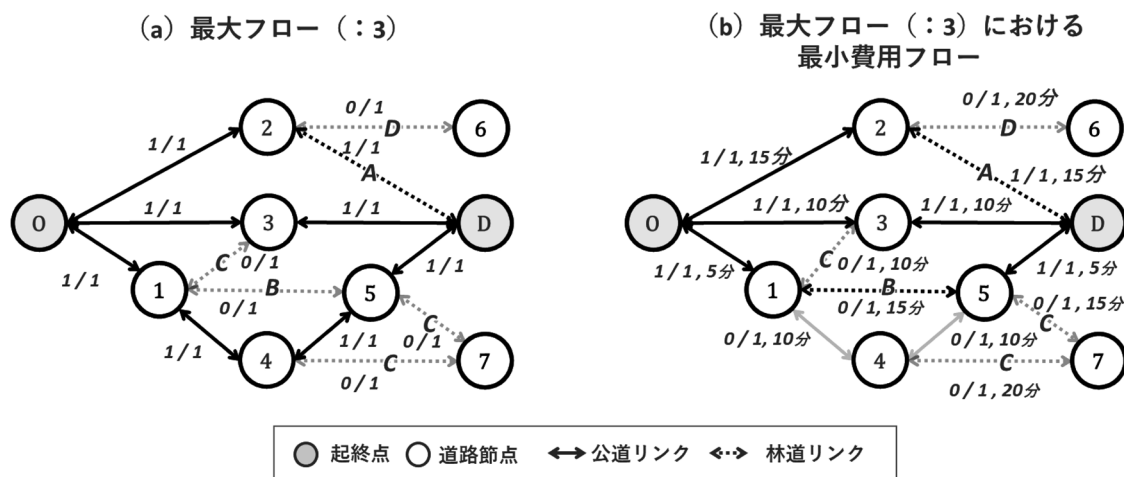 (a) 最大フロー（：3）
0 / 1
2
D
6
1 / 1
1 / 1
A
O
1 / 1
3
1 / 1
D
C
0 / 1
1 / 1
1 / 1
1
B
5
0 / 1
C
1 / 1
4
1 / 1
0 / 1
C
7
0 / 1
(b) 最大フロー（：3）における
最小費用フロー
0 / 1, 20分
2
D
6
1 / 1, 15分
A
1 / 1, 15分
O
1 / 1, 10分
3
1 / 1, 10分
D
C
0 / 1, 10分
1 / 1, 5分
1 / 1, 5分
1
B
5
0 / 1, 15分
0 / 1, 15分
C
0 / 1, 10分
4
0 / 1, 10分
C
7
0 / 1, 20分
起終点 道路節点 公道リンク 林道リンク